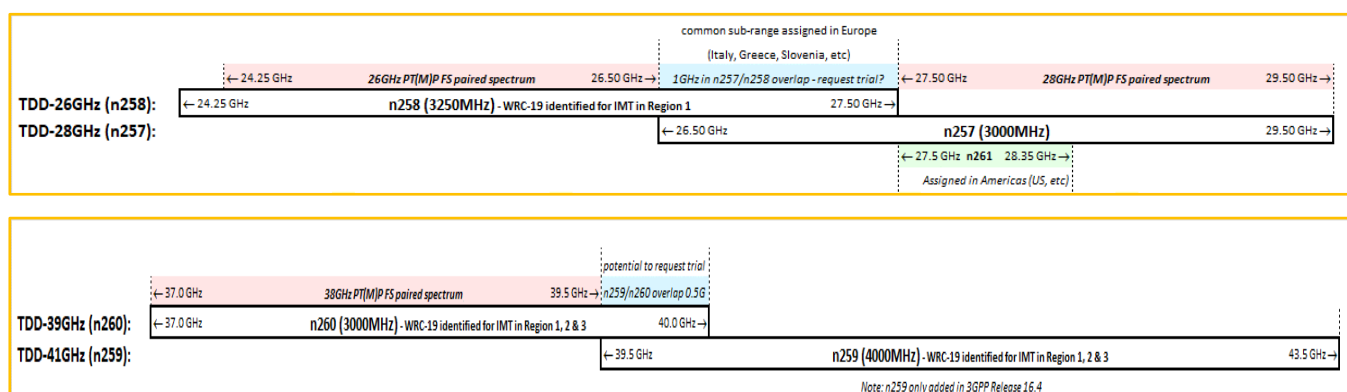 common sub-range assigned in Europe
(Italy, Greece, Slovenia, etc)
←24.25 GHz 26GHz PT(M)P FS paired spectrum 26.50 GHz→ 1GHz in n257/n258 overlap - request trial? ←27.50 GHz 28GHz PT(M)P FS paired spectrum 29.50 GHz→
TDD-26GHz (n258): ←24.25 GHz n258 (3250MHz) - WRC-19 identified for IMT in Region 1 27.50 GHz→
TDD-28GHz (n257): ←26.50 GHz n257 (3000MHz) 29.50 GHz→
←27.5 GHz n261 28.35 GHz→
Assigned in Americas (US, etc)
potential to request trial
←37.0 GHz 38GHz PT(M)P FS paired spectrum 39.5 GHz→ n259/n260 overlap 0.5G
TDD-39GHz (n260): ←37.0 GHz n260 (3000MHz) - WRC-19 identified for IMT in Region 1, 2 & 3 40.0 GHz→
TDD-41GHz (n259): ←39.5 GHz n259 (4000MHz) - WRC-19 identified for IMT in Region 1, 2 & 3 43.5 GHz→
Note: n259 only added in 3GPP Release 16.4